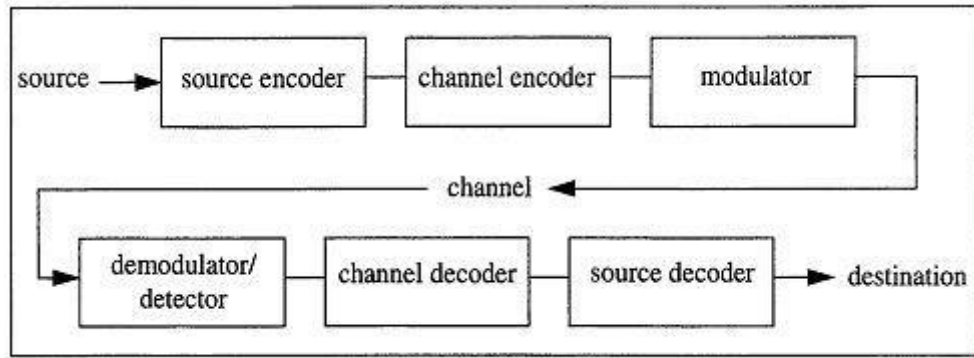 source
source encoder
channel encoder
modulator
channel
demodulator/
detector
channel decoder
source decoder
destination